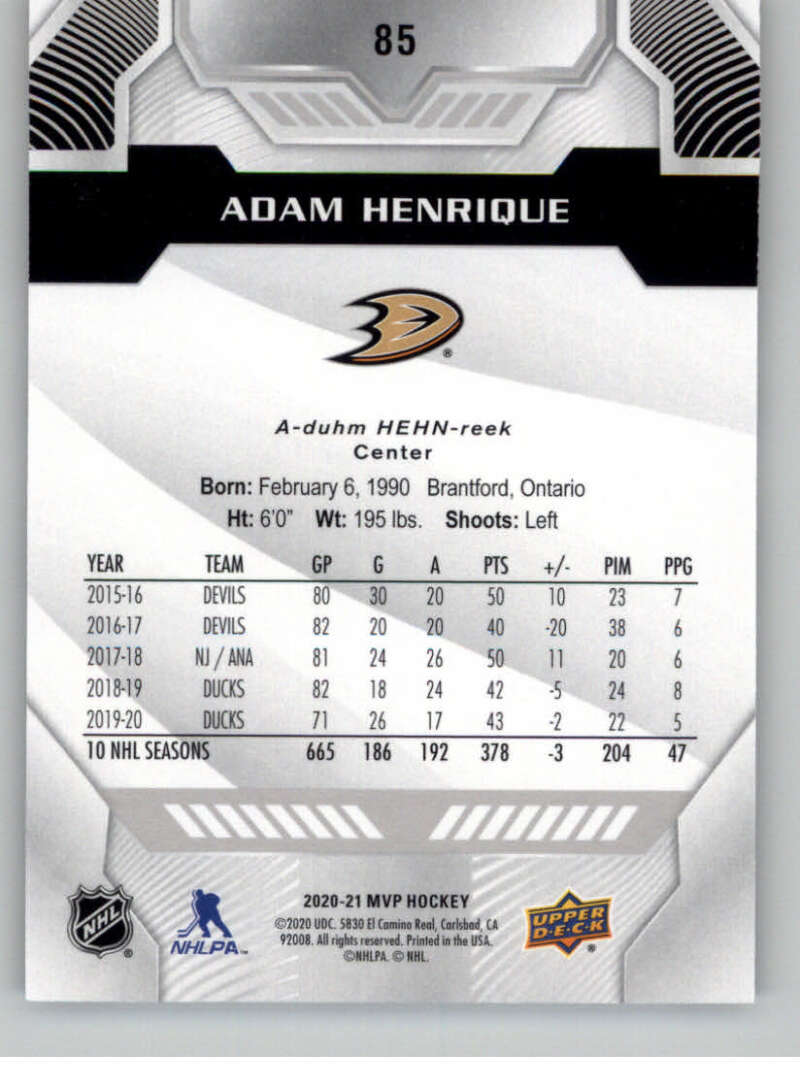 85
ADAM HENRIQUE
®
A-duhm HEHN-reek
Center
Born: February 6, 1990 Brantford, Ontario
Ht: 6'0" Wt: 195 lbs. Shoots: Left
YEAR TEAM GP G A PTS +/- PIM PPG
2015-16 DEVILS 80 30 20 50 10 23 7
2016-17 DEVILS 82 20 20 40 -20 38 6
2017-18 NJ / ANA 81 24 26 50 11 20 6
2018-19 DUCKS 82 18 24 42 -5 24 8
2019-20 DUCKS 71 26 17 43 -2 22 5
10 NHL SEASONS 665 186 192 378 -3 204 47
NHL ®
NHLPA™
2020-21 MVP HOCKEY
©2020 UDC. 5830 El Camino Real, Carlsbad, CA
92008. All rights reserved. Printed in the USA.
©NHLPA. © NHL.
UPPER
D·E·C·K ®